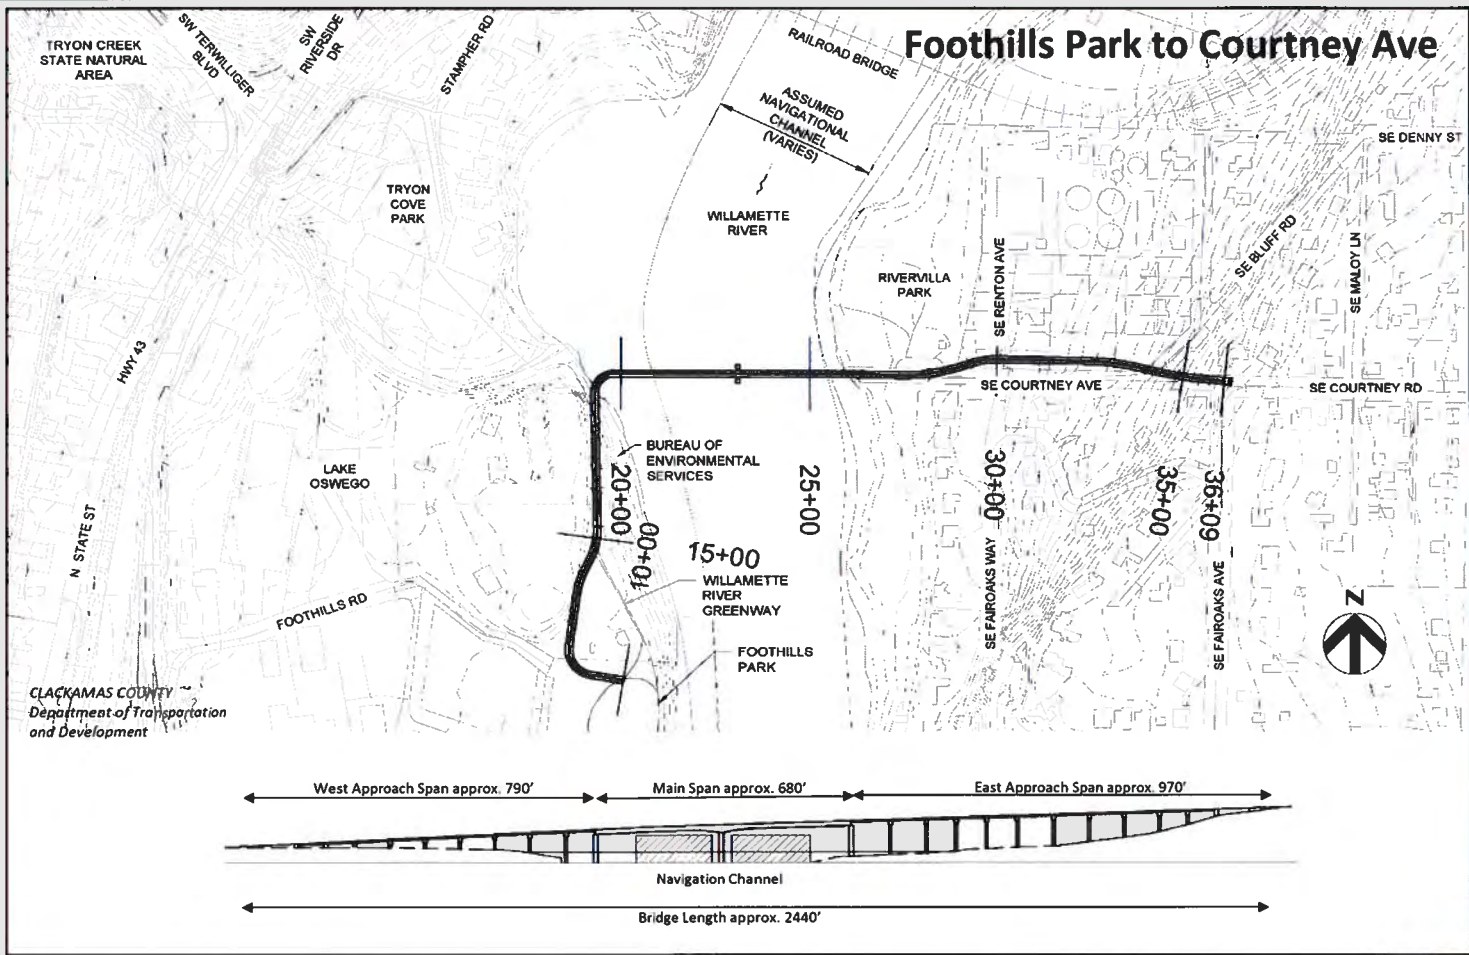 Foothills Park to Courtney Ave
TRYON CREEK
STATE NATURAL
AREA
SW TERWILLIGER
BLVD
SW
RIVERSIDE
DR
STAMPHER RD
RAILROAD BRIDGE
ASSUMED
NAVIGATIONAL
CHANNEL
(VARIES)
SE DENNY ST
TRYON
COVE
PARK
WILLAMETTE
RIVER
RIVERVILLA
PARK
SE RENTON AVE
SE BLUFF RD
SE MALOY LN
HWY 43
SE COURTNEY AVE
SE COURTNEY RD
BUREAU OF
ENVIRONMENTAL
SERVICES
LAKE
OSWEGO
20+00
25+00
30+00
35+00
36+09
N STATE ST
10+00
15+00
WILLAMETTE
RIVER
GREENWAY
SE FAIROAKS WAY
SE FAIROAKS AVE
FOOTHILLS RD
N
FOOTHILLS
PARK
CLACKAMAS COUNTY
Department of Transportation
and Development
West Approach Span approx. 790'
Main Span approx. 680'
East Approach Span approx. 970'
Navigation Channel
Bridge Length approx. 2440'